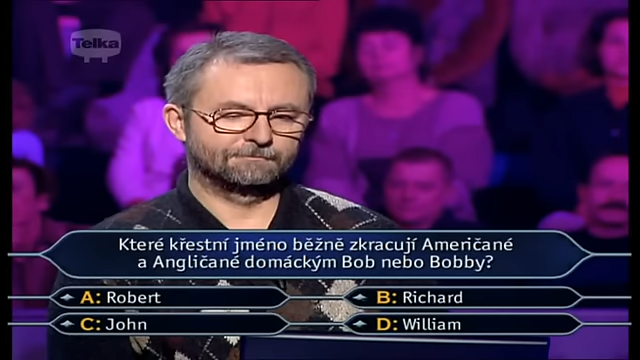 Telka
Které křestní jméno běžně zkracují Američané
a Angličané domáckým Bob nebo Bobby?
A: Robert
B: Richard
C: John
D: William